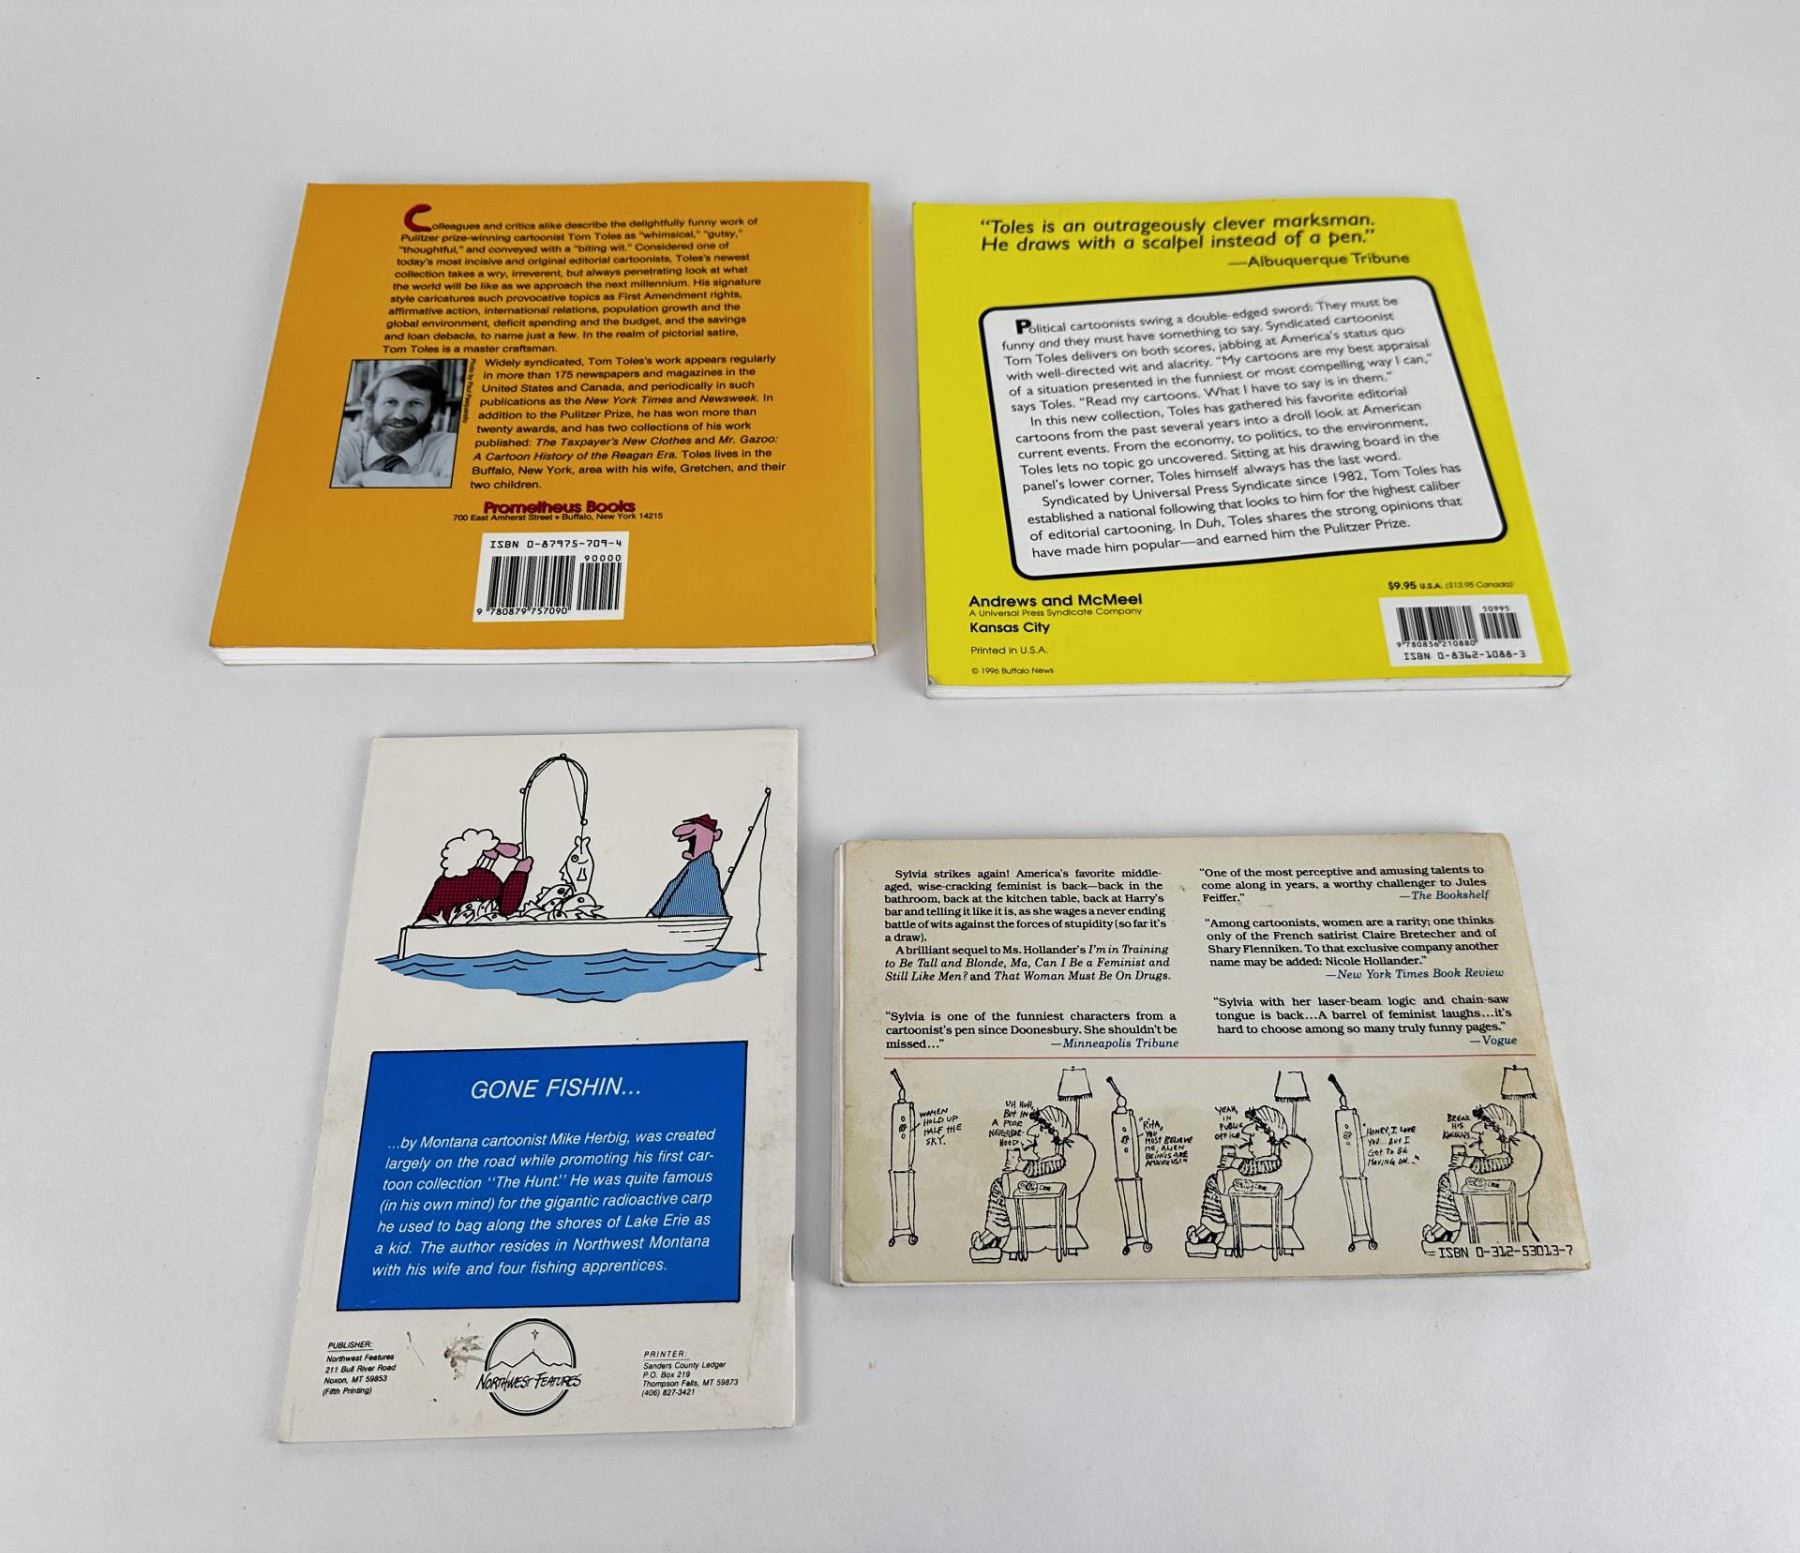 Colleagues and critics alike describe the delightfully funny work of
Pulitzer prize-winning cartoonist Tom Toles as "whimsical," "gutsy,"
"thoughtful," and conveyed with a "biting wit." Considered one of
today's most incisive and original editorial cartoonists, Toles's newest
collection takes a wry, irreverent, but always penetrating look at what
the world will be like as we approach the next millennium. His signature
style caricatures such provocative topics as First Amendment rights,
affirmative action, international relations, population growth and the
global environment, deficit spending and the budget, and the savings
and loan debacle, to name just a few. In the realm of pictorial satire,
Tom Toles is a master craftsman.
Widely syndicated, Tom Toles's work appears regularly
in more than 175 newspapers and magazines in the
United States and Canada, and periodically in such
publications as the New York Times and Newsweek. In
addition to the Pulitzer Prize, he has won more than
twenty awards, and has two collections of his work
published: The Taxpayer's New Clothes and Mr. Gazoo:
A Cartoon History of the Reagan Era. Toles lives in the
Buffalo, New York, area with his wife, Gretchen, and their
two children.
Prometheus Books
700 East Amherst Street • Buffalo, New York 14215
ISBN 0-87975-709-4
90000
9 780879 757090
"Toles is an outrageously clever marksman.
He draws with a scalpel instead of a pen."
—Albuquerque Tribune
Political cartoonists swing a double-edged sword: They must be
funny and they must have something to say. Syndicated cartoonist
Tom Toles delivers on both scores, jabbing at America's status quo
with well-directed wit and alacrity. "My cartoons are my best appraisal
of a situation presented in the funniest or most compelling way I can,"
says Toles. "Read my cartoons. What I have to say is in them."
In this new collection, Toles has gathered his favorite editorial
cartoons from the past several years into a droll look at American
current events. From the economy, to politics, to the environment,
Toles lets no topic go uncovered. Sitting at his drawing board in the
panel's lower corner, Toles himself always has the last word.
Syndicated by Universal Press Syndicate since 1982, Tom Toles has
established a national following that looks to him for the highest caliber
of editorial cartooning. In Duh, Toles shares the strong opinions that
have made him popular—and earned him the Pulitzer Prize.
$9.95 U.S.A. ($13.95 Canada)
Andrews and McMeel
A Universal Press Syndicate Company
Kansas City
Printed in U.S.A.
© 1996 Buffalo News
50995
9 780836 210880
ISBN 0-8362-1088-3
GONE FISHIN...
...by Montana cartoonist Mike Herbig, was created
largely on the road while promoting his first car-
toon collection "The Hunt." He was quite famous
(in his own mind) for the gigantic radioactive carp
he used to bag along the shores of Lake Erie as
a kid. The author resides in Northwest Montana
with his wife and four fishing apprentices.
PUBLISHER:
Northwest Features
211 Bull River Road
Noxon, MT 59853
(Fifth Printing)
NORTHWEST FEATURES
PRINTER:
Sanders County Ledger
P.O. Box 219
Thompson Falls, MT 59873
(406) 827-3421
Sylvia strikes again! America's favorite middle-
aged, wise-cracking feminist is back—back in the
bathroom, back at the kitchen table, back at Harry's
bar and telling it like it is, as she wages a never ending
battle of wits against the forces of stupidity (so far it's
a draw).
A brilliant sequel to Ms. Hollander's I'm in Training
to Be Tall and Blonde, Ma, Can I Be a Feminist and
Still Like Men? and That Woman Must Be On Drugs.
"Sylvia is one of the funniest characters from a
cartoonist's pen since Doonesbury. She shouldn't be
missed..."
—Minneapolis Tribune
"One of the most perceptive and amusing talents to
come along in years, a worthy challenger to Jules
Feiffer."
—The Bookshelf
"Among cartoonists, women are a rarity; one thinks
only of the French satirist Claire Bretecher and of
Shary Flenniken. To that exclusive company another
name may be added: Nicole Hollander."
—New York Times Book Review
"Sylvia with her laser-beam logic and chain-saw
tongue is back...A barrel of feminist laughs...it's
hard to choose among so many truly funny pages."
—Vogue
WOMEN
HOLD UP
HALF THE
SKY.
UH HUH,
BUT IN
A POOR
NEIGHBOR
HOOD!
"RITA,
YOU
MUST BELIEVE
ME, ALIEN
BEINGS ARE
AMONG US!"
YEAH,
IN
PUBLIC
OFFICE
"HONEY, I LOVE
YOU... BUT I
GOT TO BE
MOVING ON..."
BREAK
HIS
ISBN 0-312-53013-7